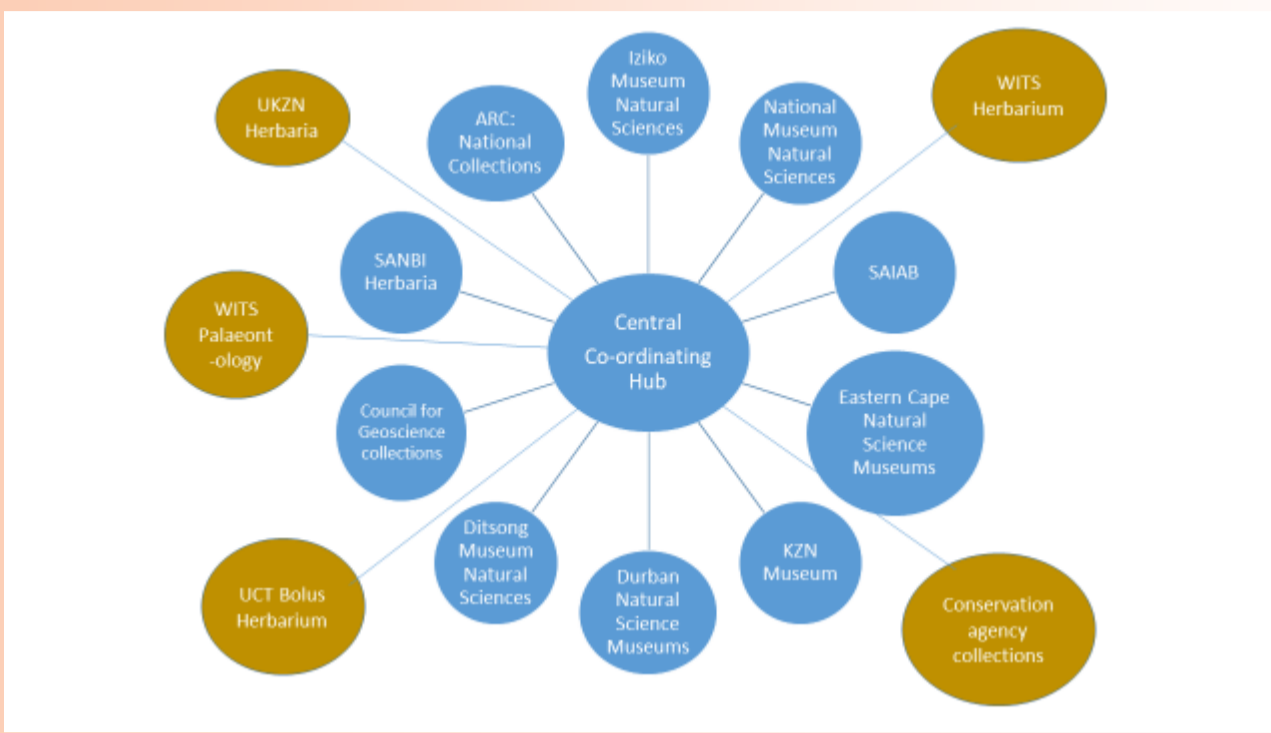 Iziko
Museum
Natural
Sciences
WITS
Herbarium
UKZN
Herbaria
ARC:
National
Collections
National
Museum
Natural
Sciences
SANBI
Herbaria
SAIAB
WITS
Palaeont
-ology
Central
Co-ordinating
Hub
Council for
Geoscience
collections
Eastern Cape
Natural
Science
Museums
Ditsong
Museum
Natural
Sciences
KZN
Museum
UCT Bolus
Herbarium
Durban
Natural
Science
Museums
Conservation
agency
collections